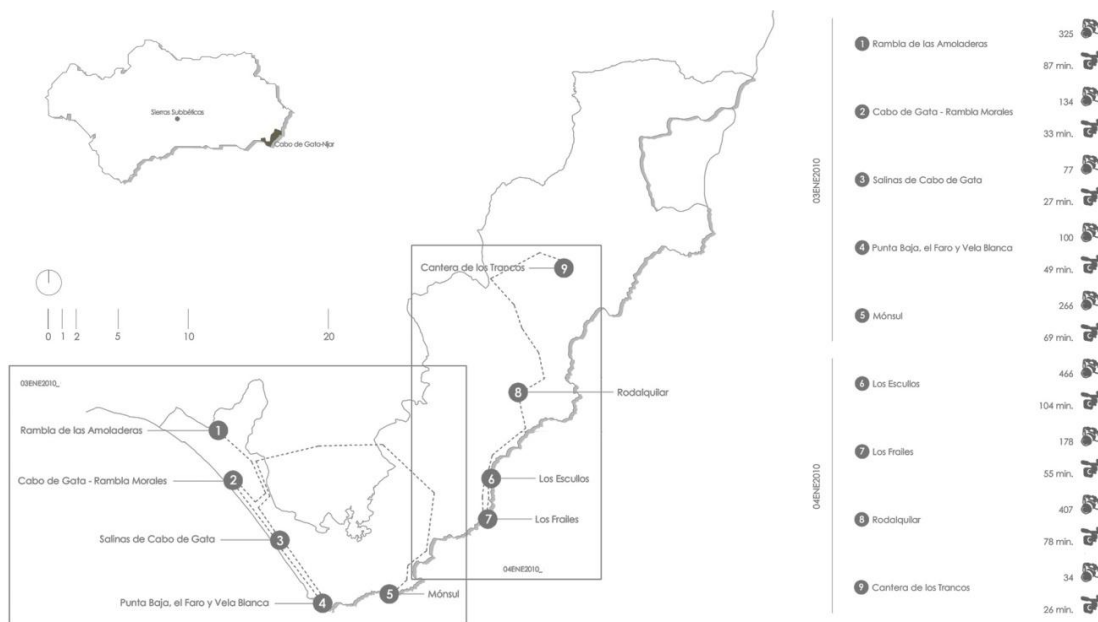 Sierras Subbéticas
Cabo de Gata-Níjar
0 1 2 5 10 20
03ENE2010_
Rambla de las Amoladeras 1
Cabo de Gata - Rambla Morales 2
Salinas de Cabo de Gata 3
Punta Baja, el Faro y Vela Blanca 4
5 Mónsul
Cantera de los Trancos 9
8 Rodalquilar
6 Los Escullos
7 Los Frailes
04ENE2010_
03ENE2010
1 Rambla de las Amoladeras
325
87 min.
2 Cabo de Gata - Rambla Morales
134
33 min.
3 Salinas de Cabo de Gata
77
27 min.
4 Punta Baja, el Faro y Vela Blanca
100
49 min.
5 Mónsul
266
69 min.
04ENE2010
6 Los Escullos
466
104 min.
7 Los Frailes
178
55 min.
8 Rodalquilar
407
78 min.
9 Cantera de los Trancos
34
26 min.